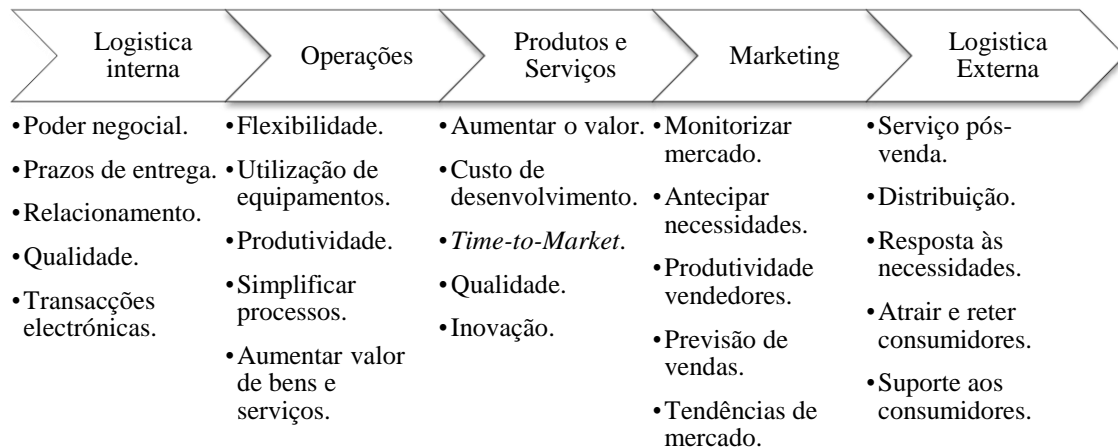 Logistica
interna
Operações
Produtos e
Serviços
Marketing
Logistica
Externa
•Poder negocial.
•Prazos de entrega.
•Relacionamento.
•Qualidade.
•Transacções
electrónicas.
•Flexibilidade.
•Utilização de
equipamentos.
•Produtividade.
•Simplificar
processos.
•Aumentar valor
de bens e
serviços.
•Aumentar o valor.
•Custo de
desenvolvimento.
•Time-to-Market.
•Qualidade.
•Inovação.
•Monitorizar
mercado.
•Antecipar
necessidades.
•Produtividade
vendedores.
•Previsão de
vendas.
•Tendências de
mercado.
•Serviço pós-
venda.
•Distribuição.
•Resposta às
necessidades.
•Atrair e reter
consumidores.
•Suporte aos
consumidores.